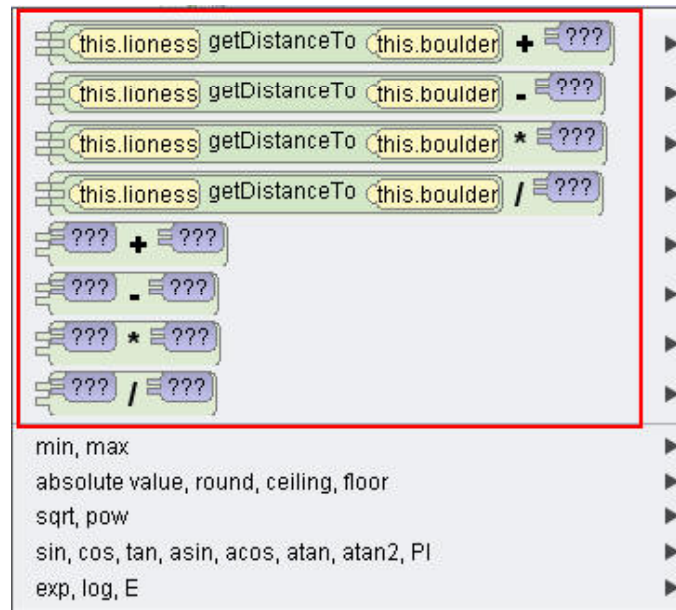 this.lioness getDistanceTo this.boulder + ???
this.lioness getDistanceTo this.boulder - ???
this.lioness getDistanceTo this.boulder * ???
this.lioness getDistanceTo this.boulder / ???
??? + ???
??? - ???
??? * ???
??? / ???
min, max
absolute value, round, ceiling, floor
sqrt, pow
sin, cos, tan, asin, acos, atan, atan2, PI
exp, log, E